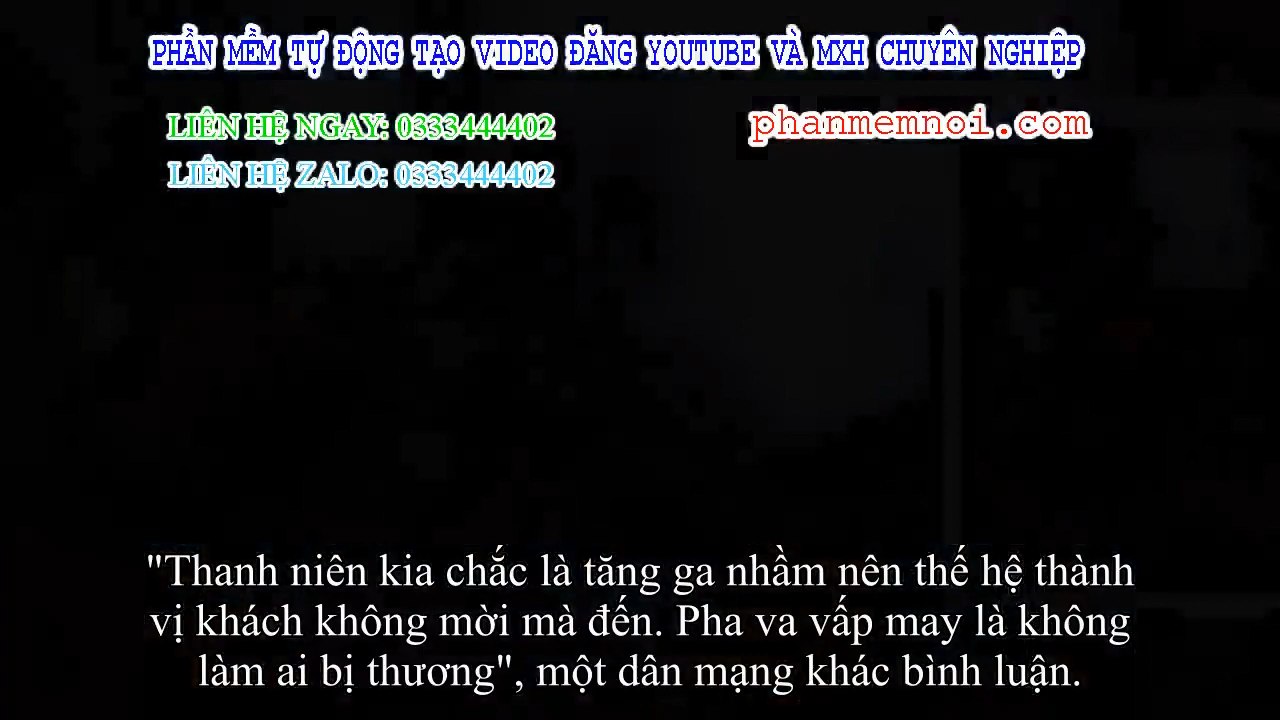 PHẦN MỀM TỰ ĐỘNG TẠO VIDEO ĐĂNG YOUTUBE VÀ MXH CHUYÊN NGHIỆP
LIÊN HỆ NGAY: 0333444402
phanmemnoi.com
LIÊN HỆ ZALO: 0333444402
"Thanh niên kia chắc là tăng ga nhầm nên thế hệ thành
vị khách không mời mà đến. Pha va vấp may là không
làm ai bị thương", một dân mạng khác bình luận.